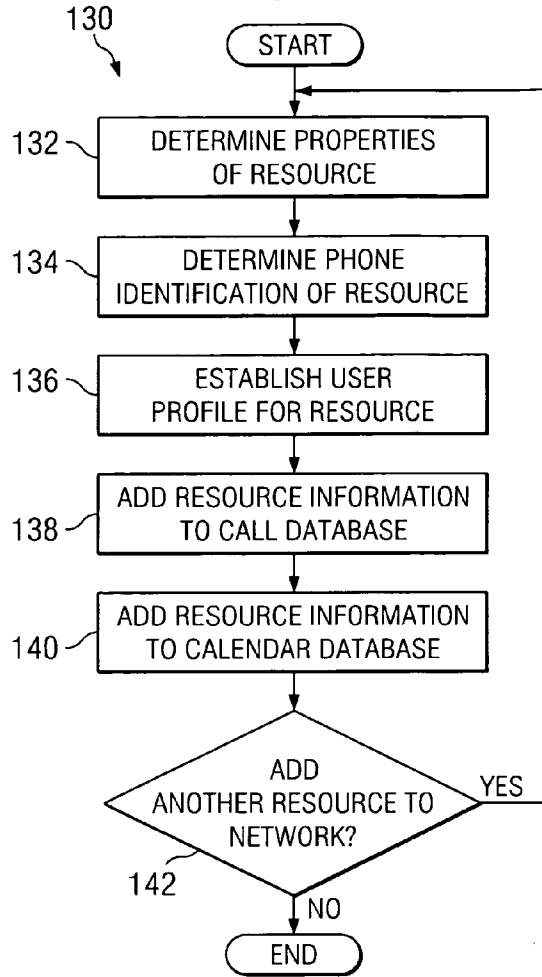 130
START
132
DETERMINE PROPERTIES
OF RESOURCE
134
DETERMINE PHONE
IDENTIFICATION OF RESOURCE
136
ESTABLISH USER
PROFILE FOR RESOURCE
138
ADD RESOURCE INFORMATION
TO CALL DATABASE
140
ADD RESOURCE INFORMATION
TO CALENDAR DATABASE
ADD
ANOTHER RESOURCE TO
NETWORK?
YES
142
NO
END